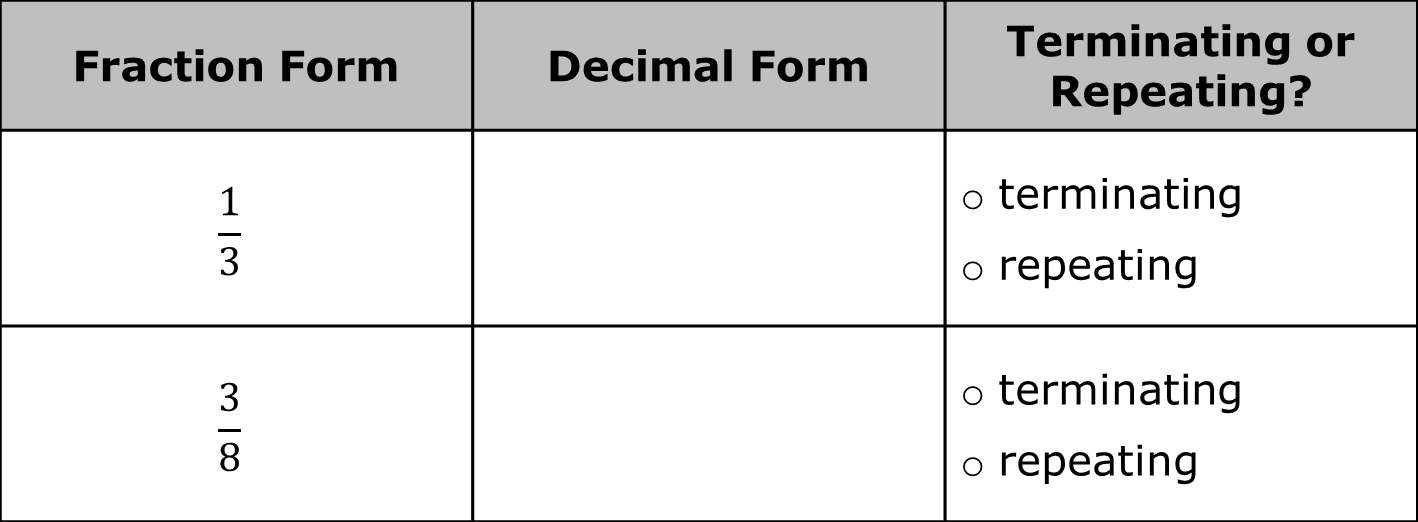 Fraction Form
Decimal Form
Terminating or
Repeating?
1
3
○ terminating
○ repeating
3
8
○ terminating
○ repeating